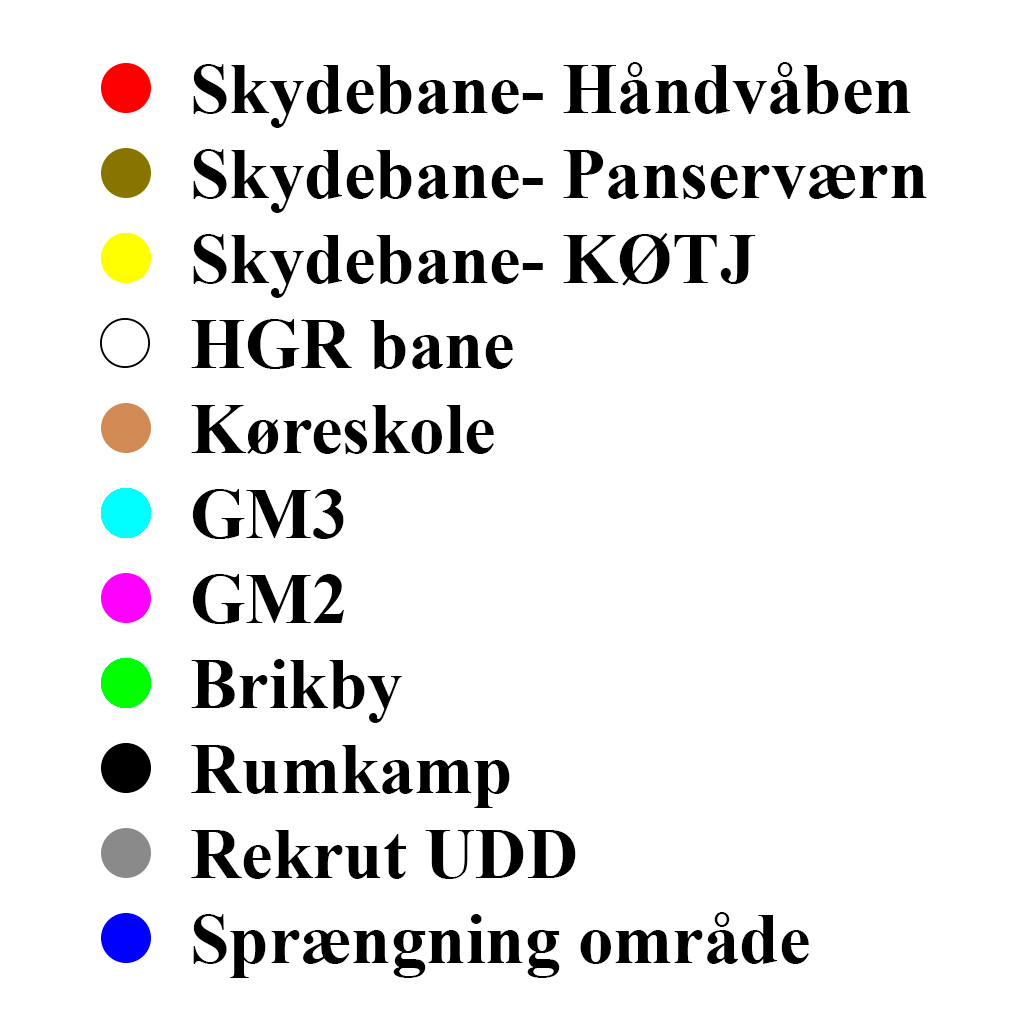 Skydebane- Håndvåben
Skydebane- Panserværn
Skydebane- KØTJ
HGR bane
Køreskole
GM3
GM2
Brikby
Rumkamp
Rekrut UDD
Sprængning område